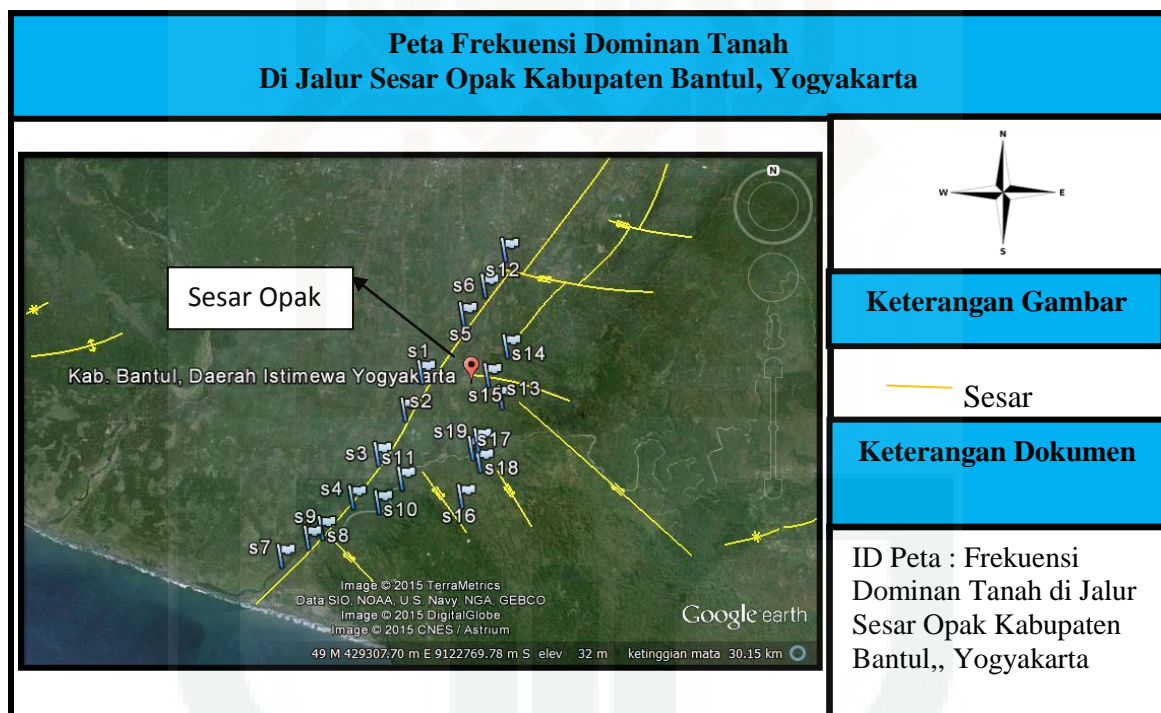 Peta Frekuensi Dominan Tanah
Di Jalur Sesar Opak Kabupaten Bantul, Yogyakarta
N
W
E
S
N
s12
s6
Sesar Opak
s5
s14
s1
Kab. Bantul, Daerah Istimewa Yogyakarta
s13
s15
s2
s19
s17
s3
s11
s18
s4
s10
s16
s9
s8
s7
Image © 2015 TerraMetrics
Data SIO, NOAA, U.S. Navy, NGA, GEBCO
Image © 2015 DigitalGlobe
Image © 2015 CNES / Astrium
Google earth
49 M 429307.70 m E 9122769.78 m S elev 32 m ketinggian mata 30.15 km
Keterangan Gambar
Sesar
Keterangan Dokumen
ID Peta : Frekuensi
Dominan Tanah di Jalur
Sesar Opak Kabupaten
Bantul,, Yogyakarta